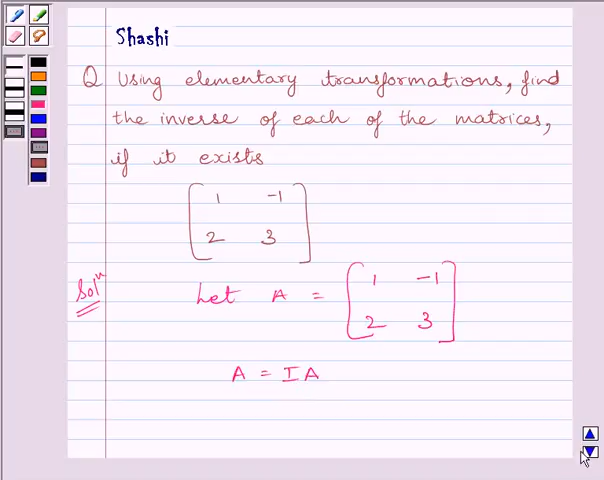 Shashi
Q Using elementary transformations, find
the inverse of each of the matrices,
if it exists
[1 -1
2 3]
Solⁿ Let A = [1 -1
2 3]
A = IA